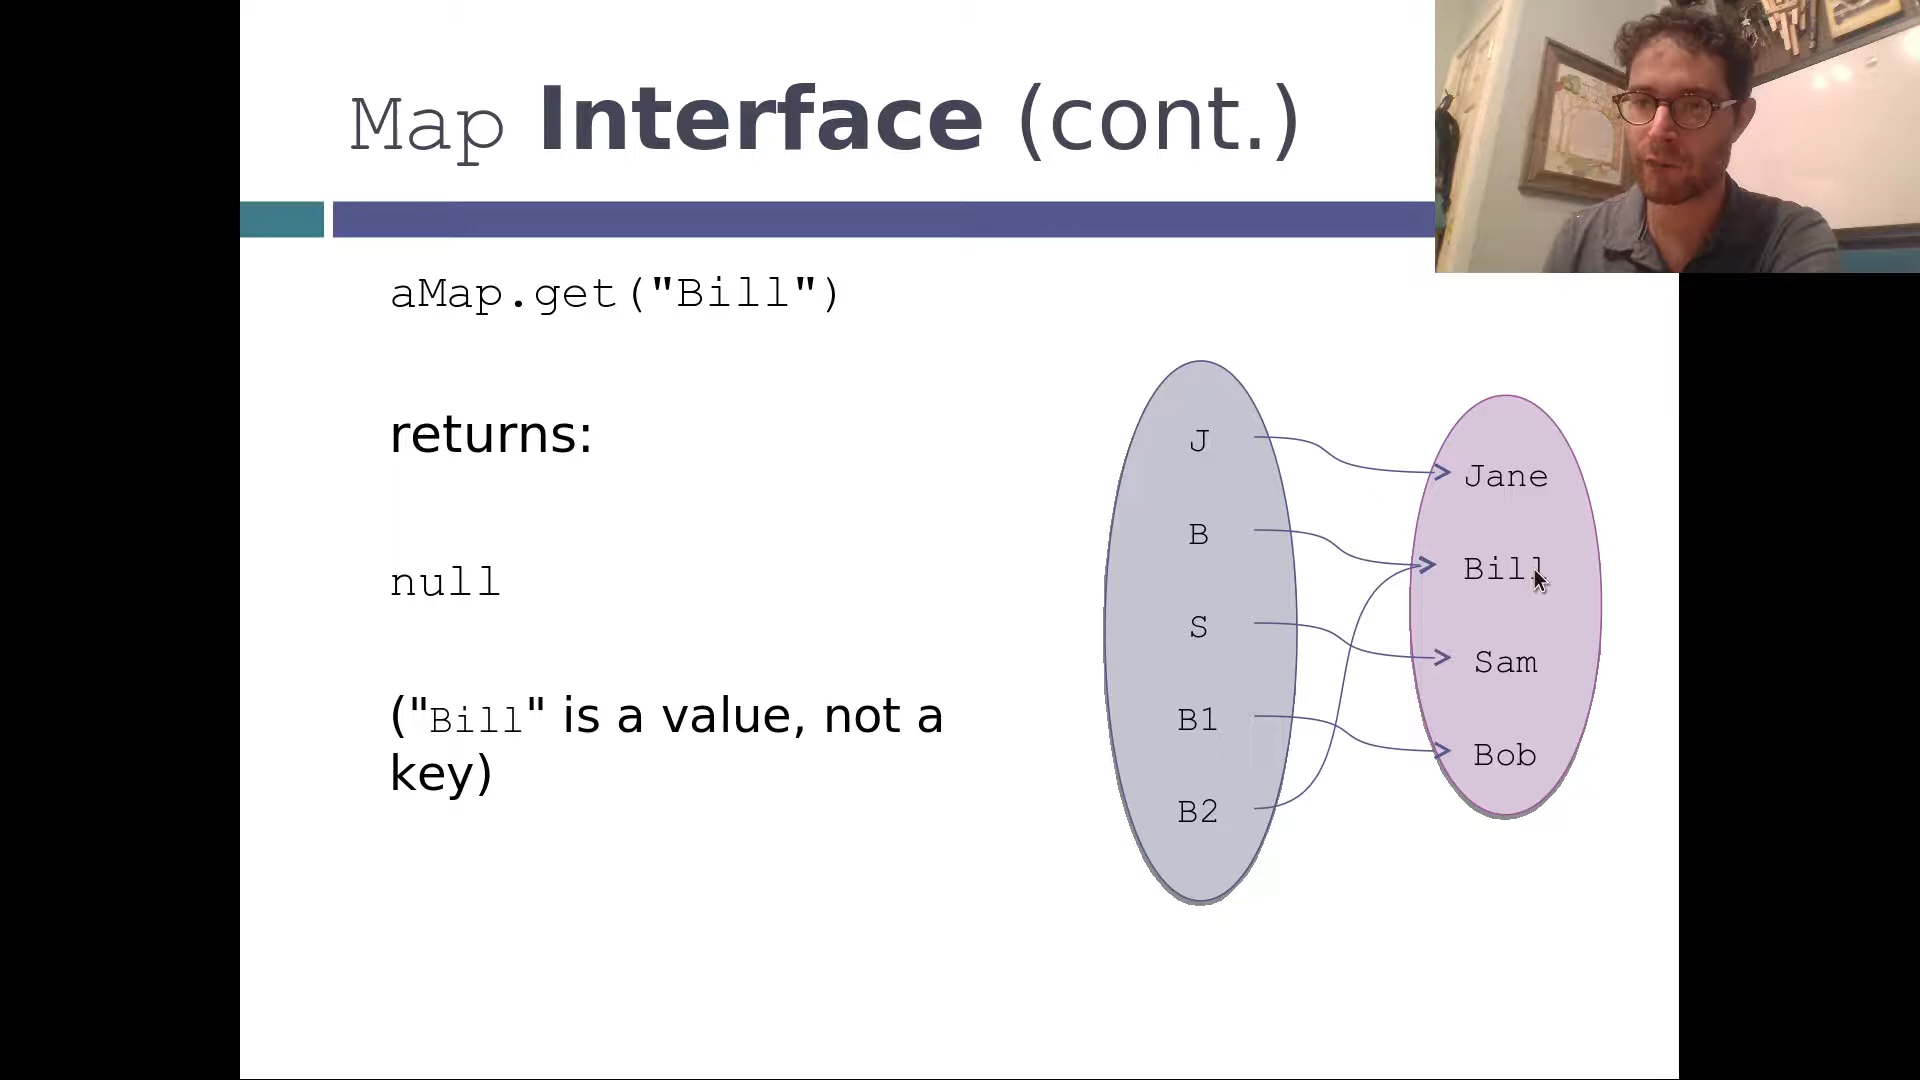 Map Interface (cont.)
aMap.get("Bill")
returns:
null
("Bill" is a value, not a
key)
J
B
S
B1
B2
Jane
Bill
Sam
Bob